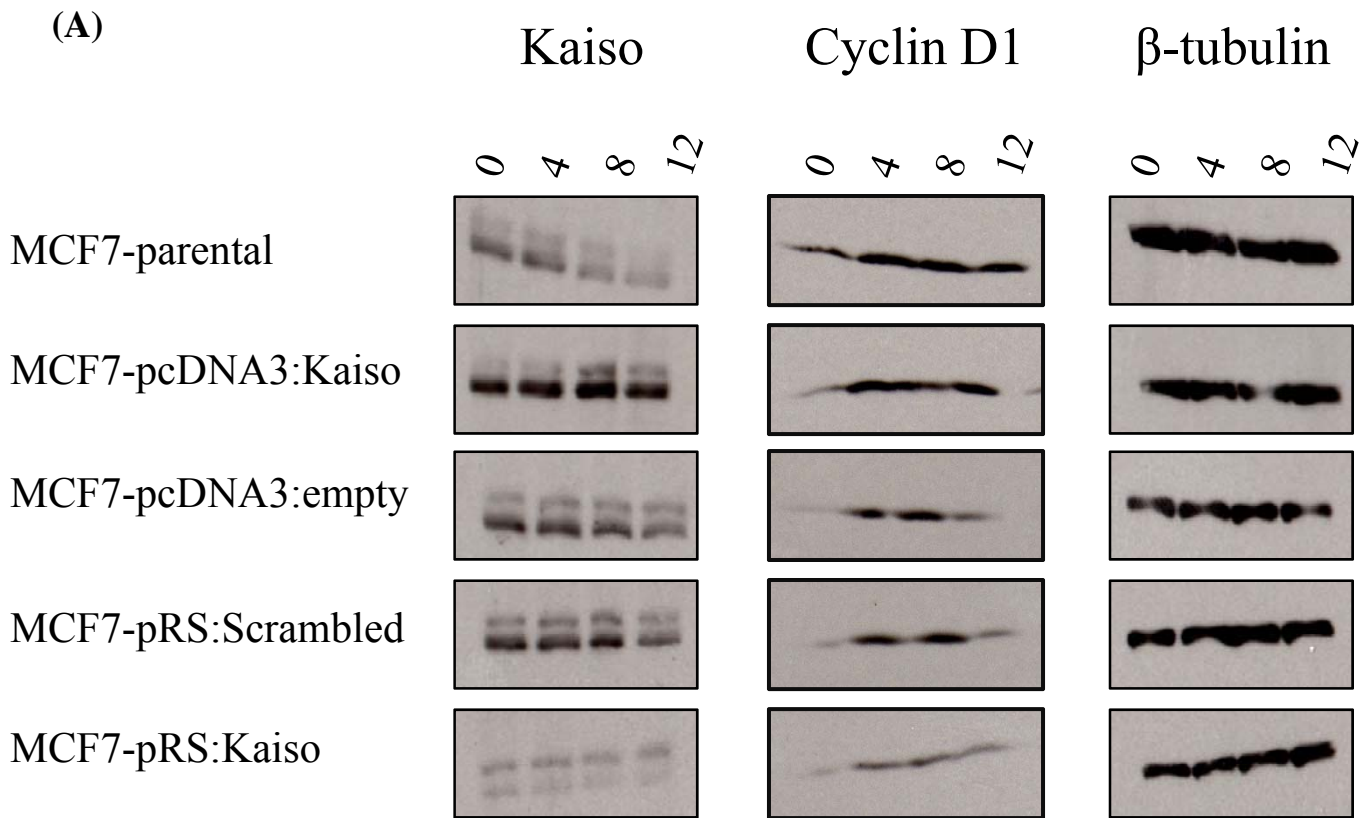 (A)
Kaiso Cyclin D1 β-tubulin
0 4 8 12 0 4 8 12 0 4 8 12
MCF7-parental
MCF7-pcDNA3:Kaiso
MCF7-pcDNA3:empty
MCF7-pRS:Scrambled
MCF7-pRS:Kaiso